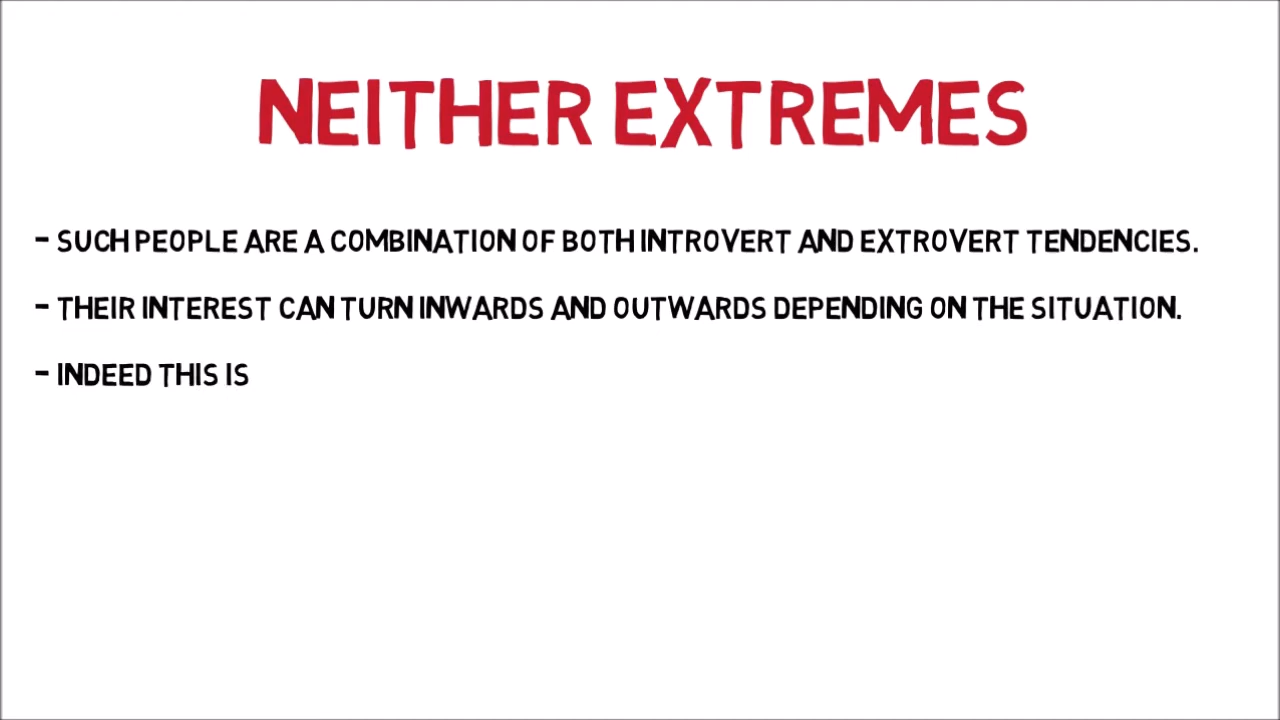 NEITHER EXTREMES
- SUCH PEOPLE ARE A COMBINATION OF BOTH INTROVERT AND EXTROVERT TENDENCIES.
- THEIR INTEREST CAN TURN INWARDS AND OUTWARDS DEPENDING ON THE SITUATION.
- INDEED THIS IS